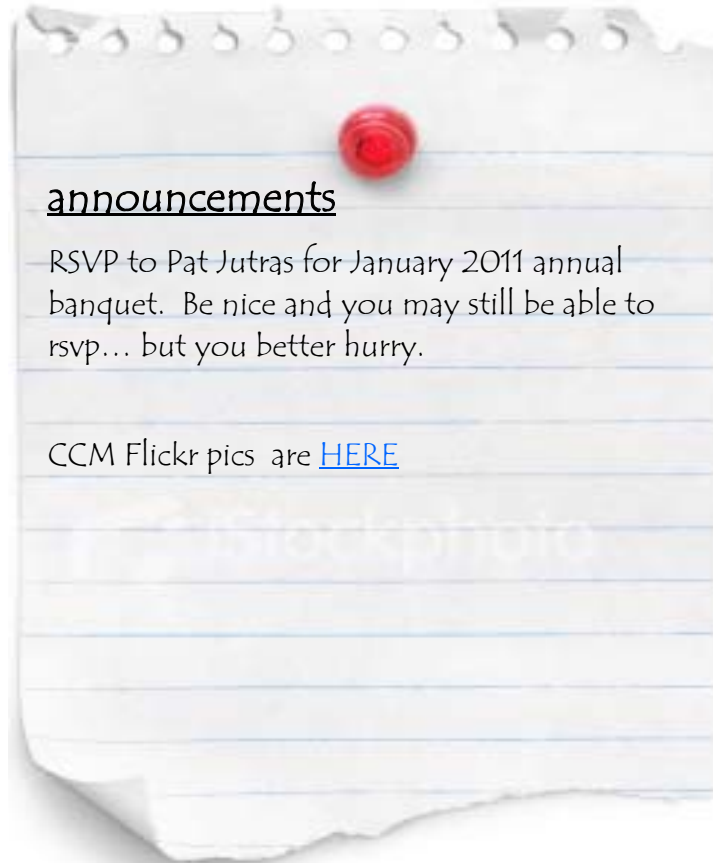 announcements
RSVP to Pat Jutras for January 2011 annual
banquet.  Be nice and you may still be able to
rsvp... but you better hurry.
CCM Flickr pics  are HERE
iStockphoto